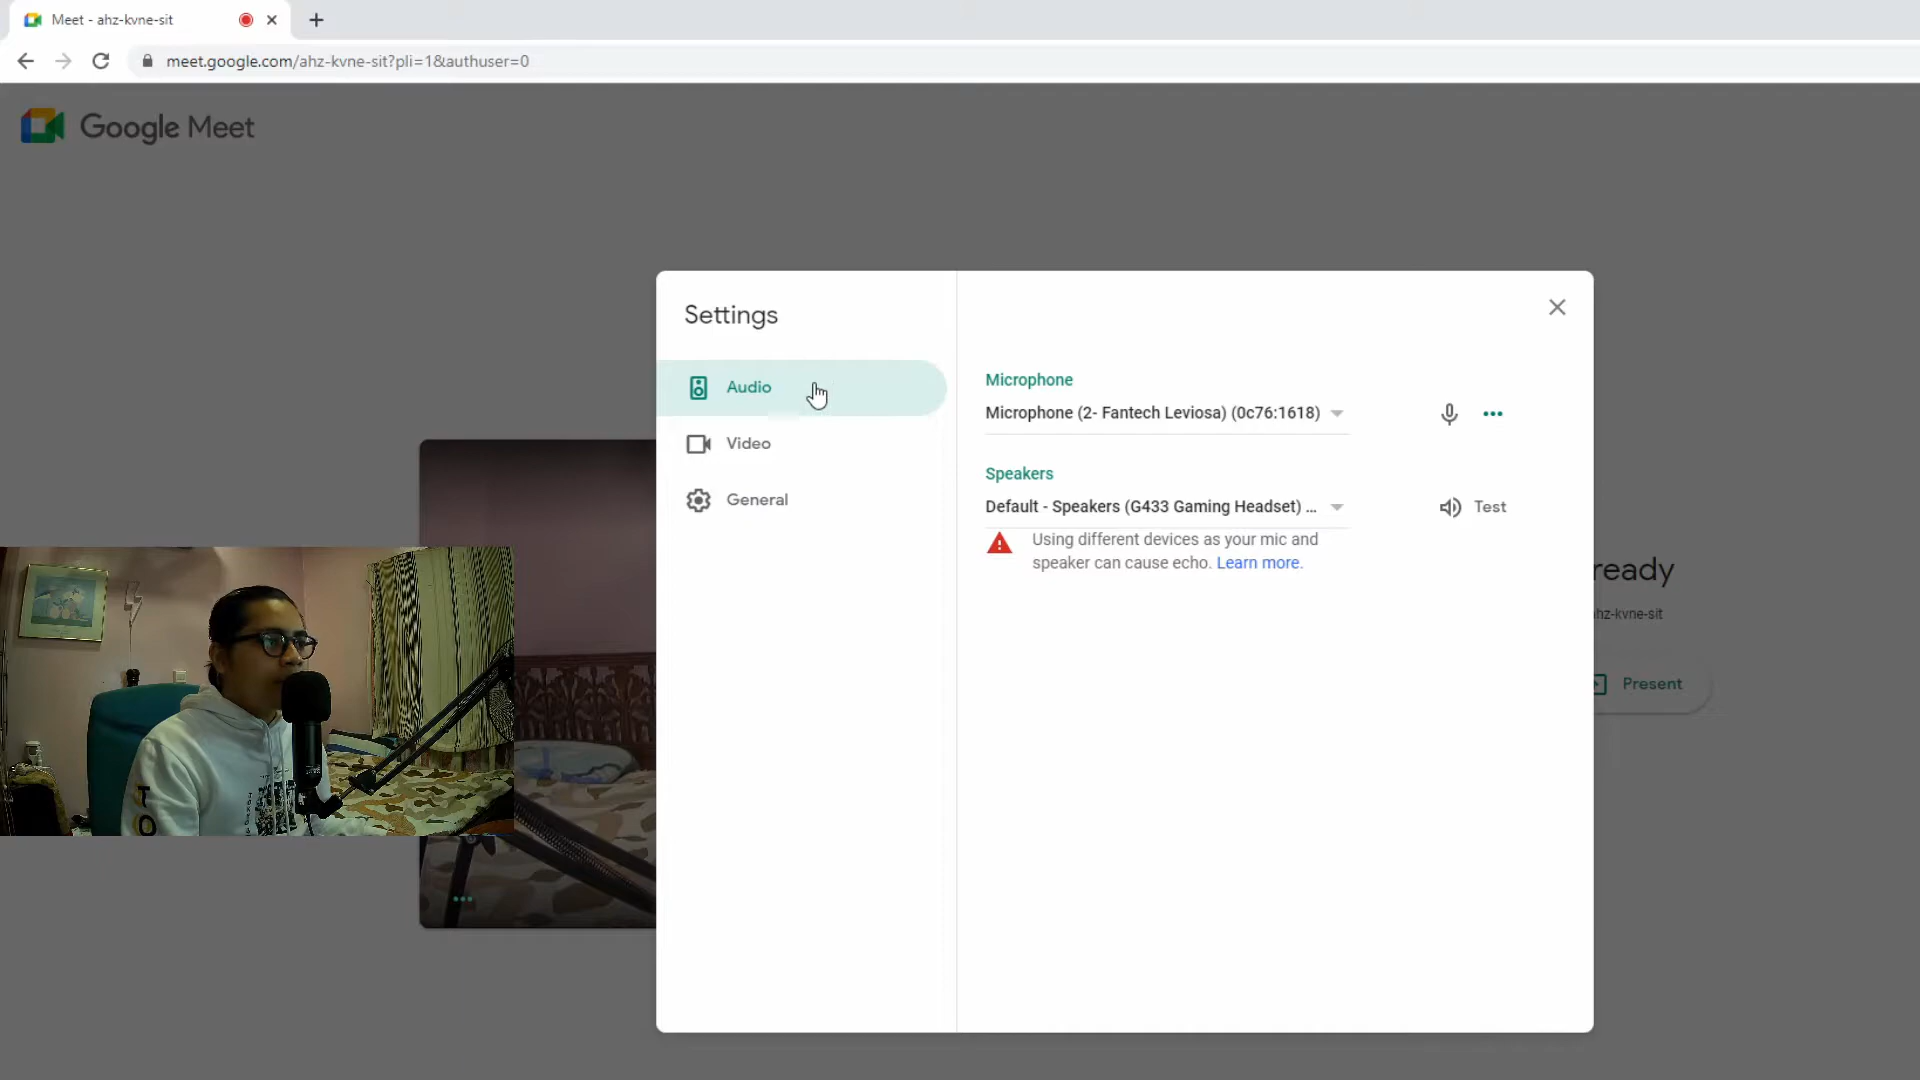 Meet - ahz-kvne-sit
meet.google.com/ahz-kvne-sit?pli=1&authuser=0
Google Meet
Settings
Audio
Video
General
Microphone
Microphone (2- Fantech Leviosa) (0c76:1618)
Speakers
Default - Speakers (G433 Gaming Headset) ...
Test
Using different devices as your mic and
speaker can cause echo. Learn more.
ready
hz-kvne-sit
Present
TO